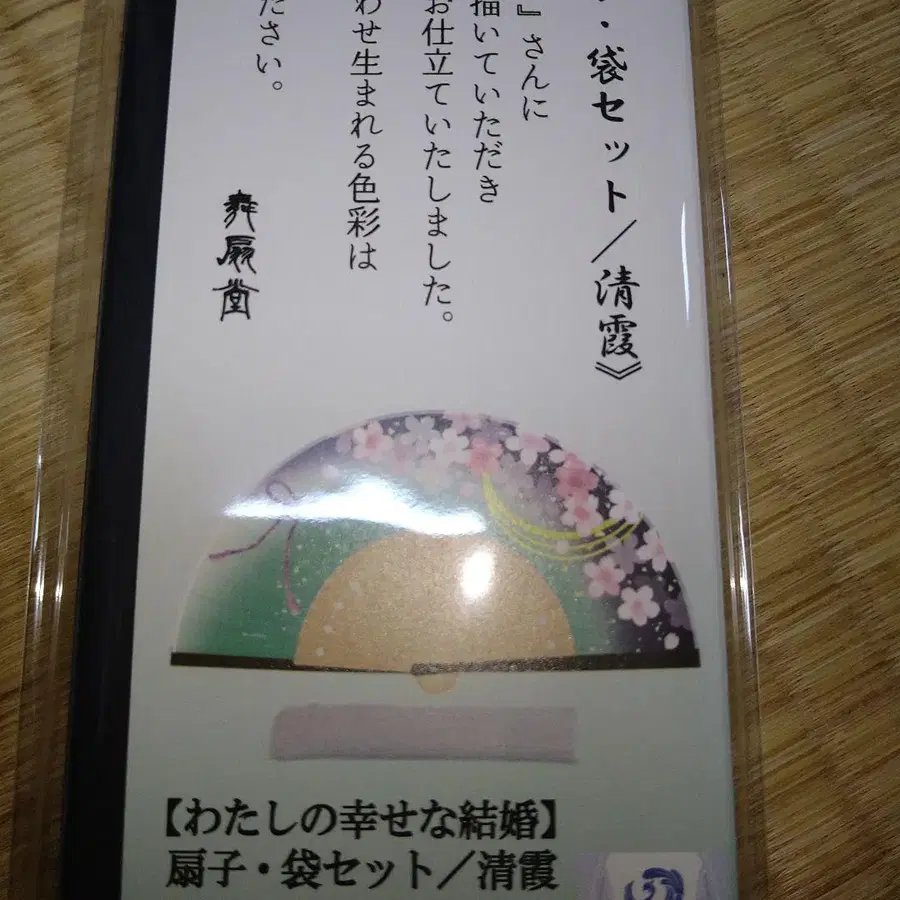 ・袋セット／清霞》
』さんに
描いていただき
お仕立ていたしました。
わせ生まれる色彩は
ださい。
舞扇堂
【わたしの幸せな結婚】
扇子・袋セット／清霞